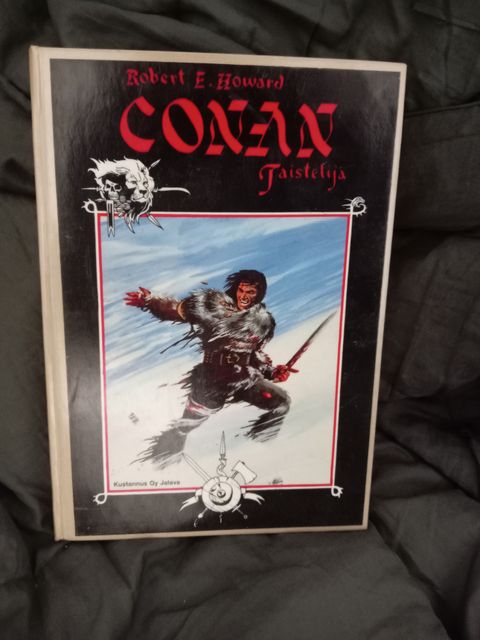 Robert E. Howard
CONAN
Taistelija
Kustannus Oy Jalava